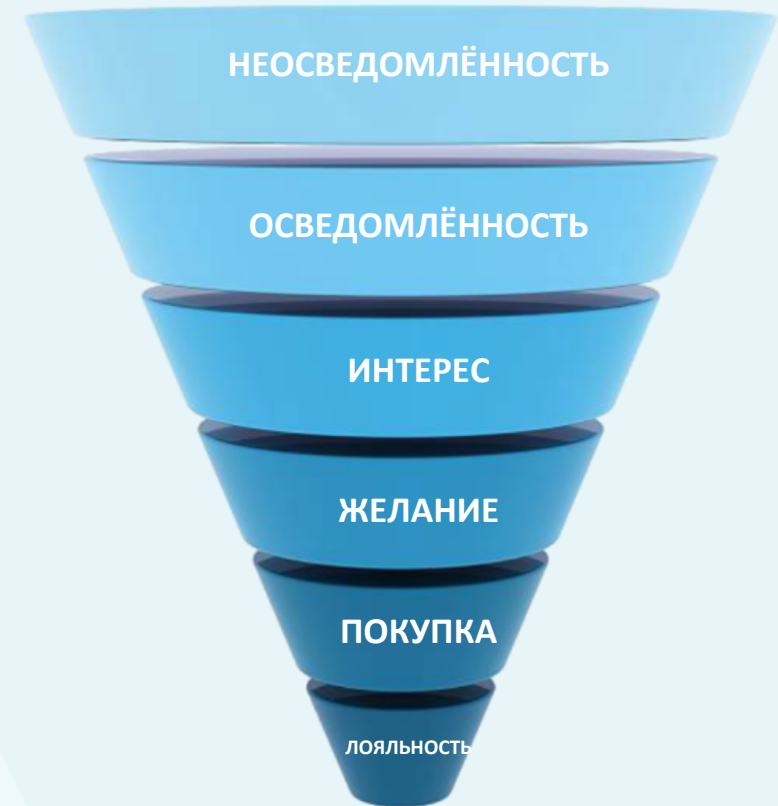 НЕОСВЕДОМЛЁННОСТЬ
ОСВЕДОМЛЁННОСТЬ
ИНТЕРЕС
ЖЕЛАНИЕ
ПОКУПКА
ЛОЯЛЬНОСТЬ